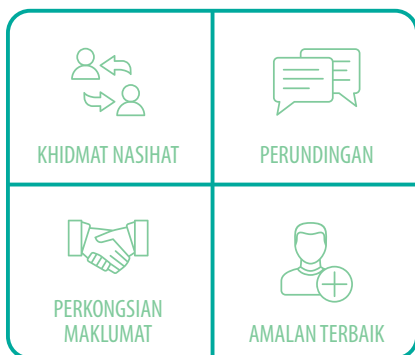 KHIDMAT NASIHAT
PERUNDINGAN
PERKONGSIAN
MAKLUMAT
AMALAN TERBAIK